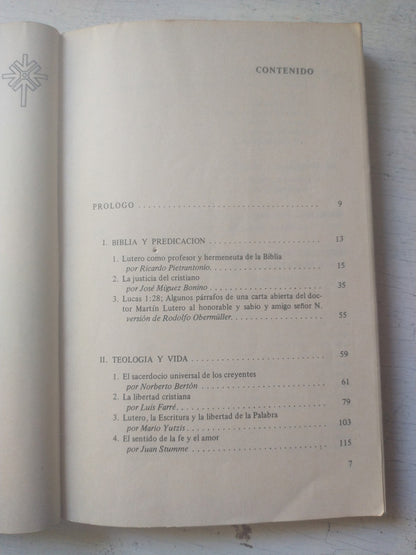 CONTENIDO
PROLOGO . . . . . . . . . . . . . . . . . . . . . . . . . . . . . . 9
I. BIBLIA Y PREDICACION . . . . . . . . . . . . . . . . . . 13
1. Lutero como profesor y hermeneuta de la Biblia
por Ricardo Pietrantonio. . . . . . . . . . . . . . . . . . 15
2. La justicia del cristiano
por José Míguez Bonino . . . . . . . . . . . . . . . . . . 35
3. Lucas 1:28; Algunos párrafos de una carta abierta del doc-
tor Martín Lutero al honorable y sabio y amigo señor N.
versión de Rodolfo Obermüller. . . . . . . . . . . . . . . 55
II. TEOLOGIA Y VIDA . . . . . . . . . . . . . . . . . . . . . 59
1. El sacerdocio universal de los creyentes
por Norberto Bertón . . . . . . . . . . . . . . . . . . . . 61
2. La libertad cristiana
por Luis Farré. . . . . . . . . . . . . . . . . . . . . . . 79
3. Lutero, la Escritura y la libertad de la Palabra
por Mario Yutzis . . . . . . . . . . . . . . . . . . . . . 103
4. El sentido de la fe y el amor
por Juan Stumme . . . . . . . . . . . . . . . . . . . . . 115
7